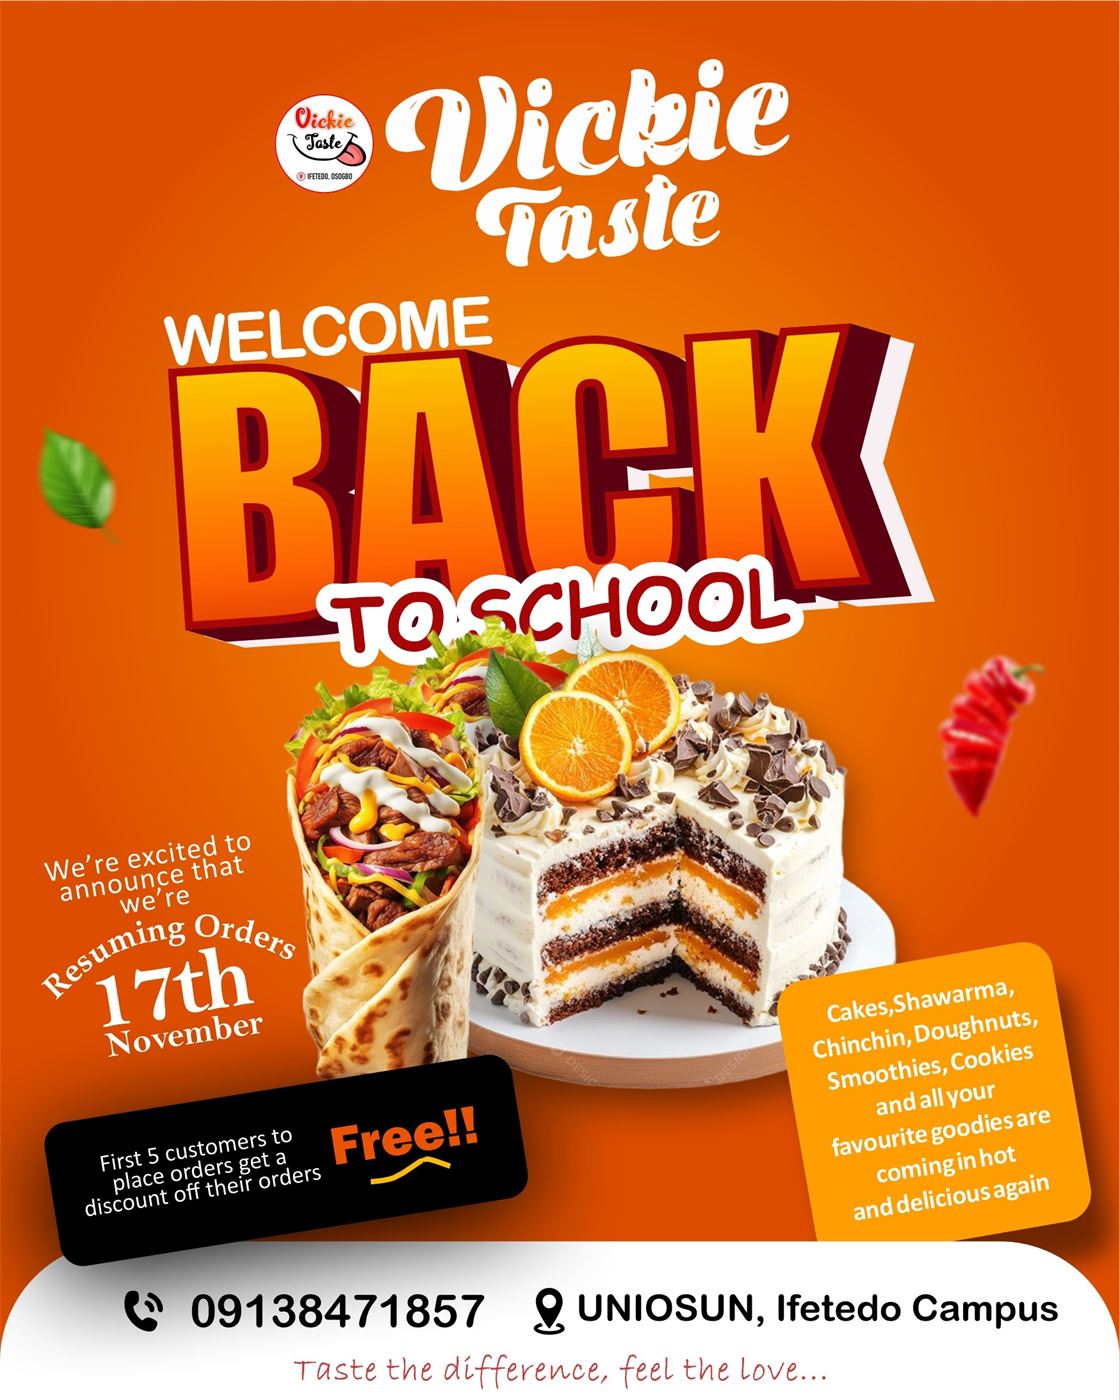 Vickie
Taste
IFETEDO, OSOGBO
Vickie
Taste
WELCOME
BACK
TO SCHOOL
We're excited to
announce that
we're
Resuming Orders
17th
November
Cakes,Shawarma,
Chinchin, Doughnuts,
Smoothies, Cookies
and all your
favourite goodies are
coming in hot
and delicious again
First 5 customers to
place orders get a
discount off their orders
Free!!
09138471857
UNIOSUN, Ifetedo Campus
Taste the difference, feel the love...